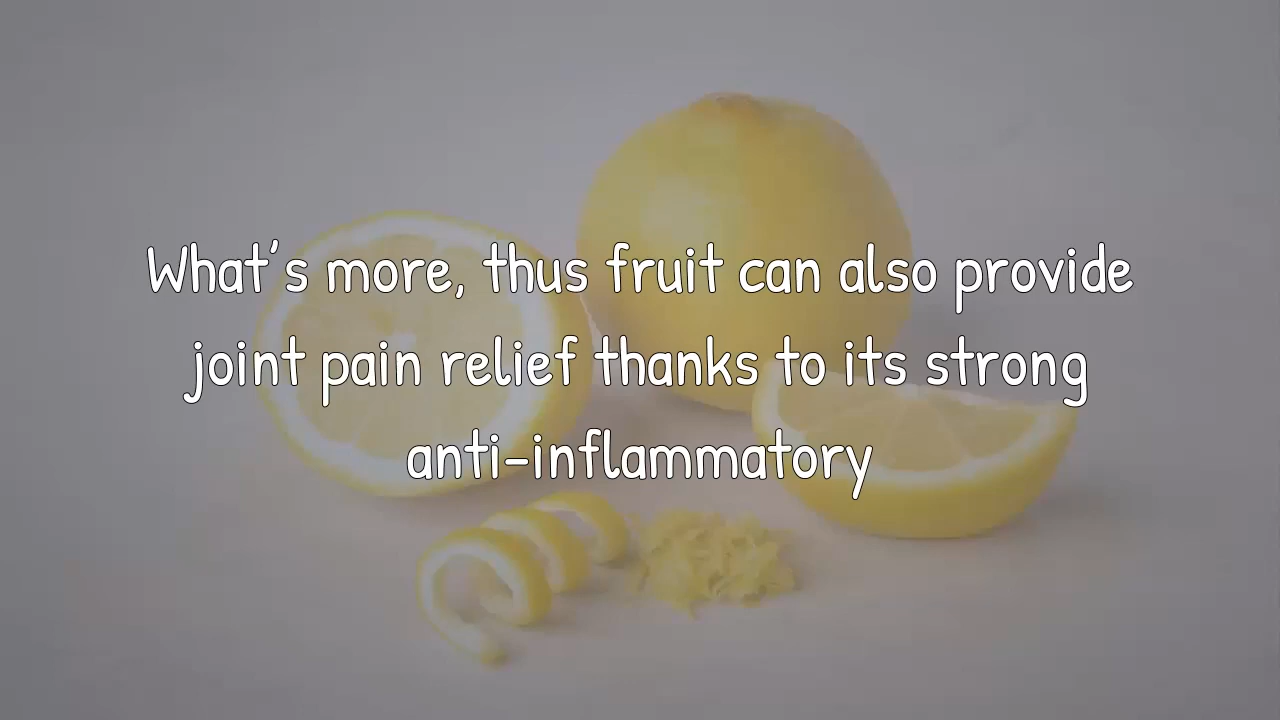 What's more, thus fruit can also provide
joint pain relief thanks to its strong
anti-inflammatory